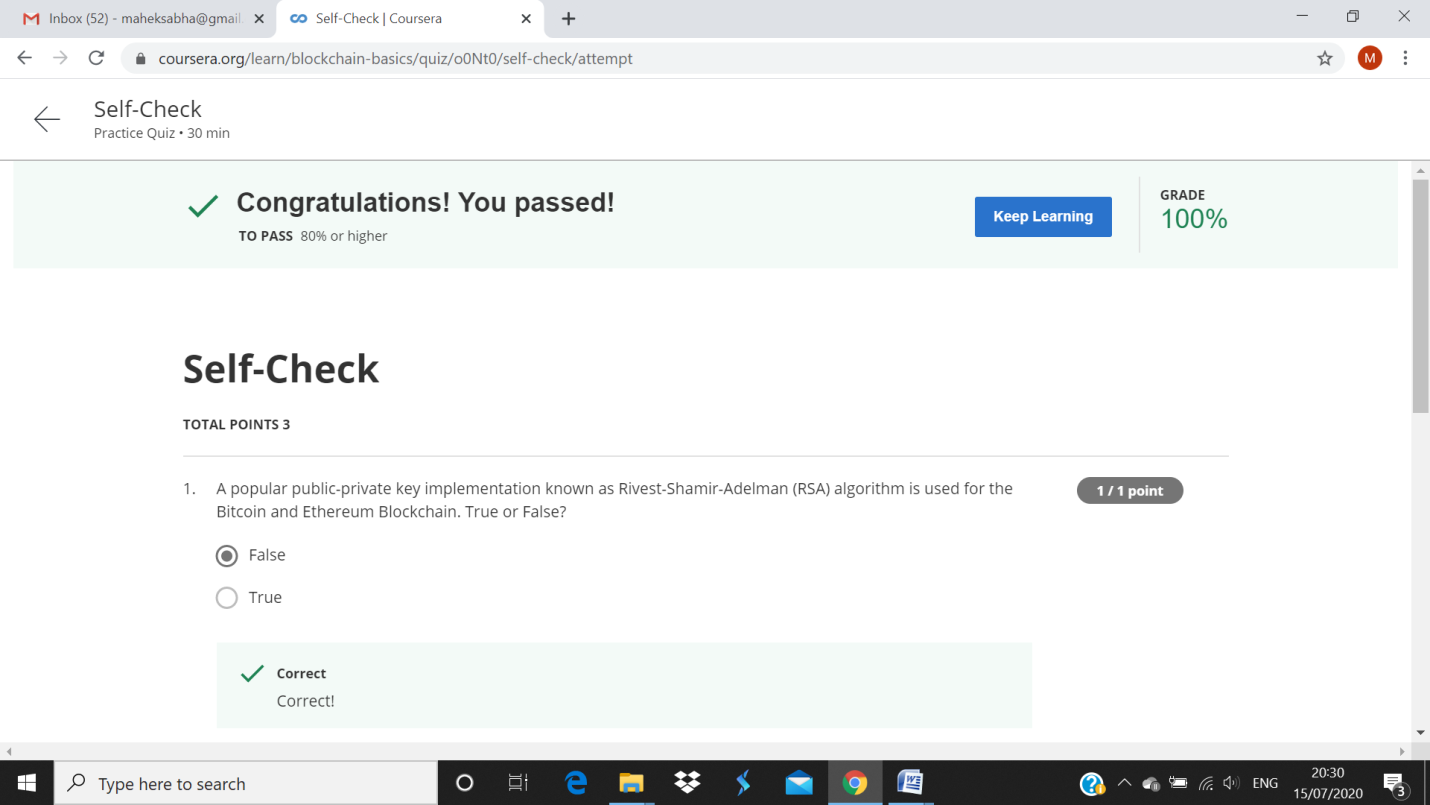 Inbox (52) - maheksabha@gmail.
Self-Check | Coursera
coursera.org/learn/blockchain-basics/quiz/o0Nt0/self-check/attempt
M
Self-Check
Practice Quiz • 30 min
Congratulations! You passed!
TO PASS 80% or higher
Keep Learning
GRADE
100%
Self-Check
TOTAL POINTS 3
1. A popular public-private key implementation known as Rivest-Shamir-Adelman (RSA) algorithm is used for the
Bitcoin and Ethereum Blockchain. True or False?
1 / 1 point
False
True
Correct
Correct!
Type here to search
ENG
20:30
15/07/2020
3